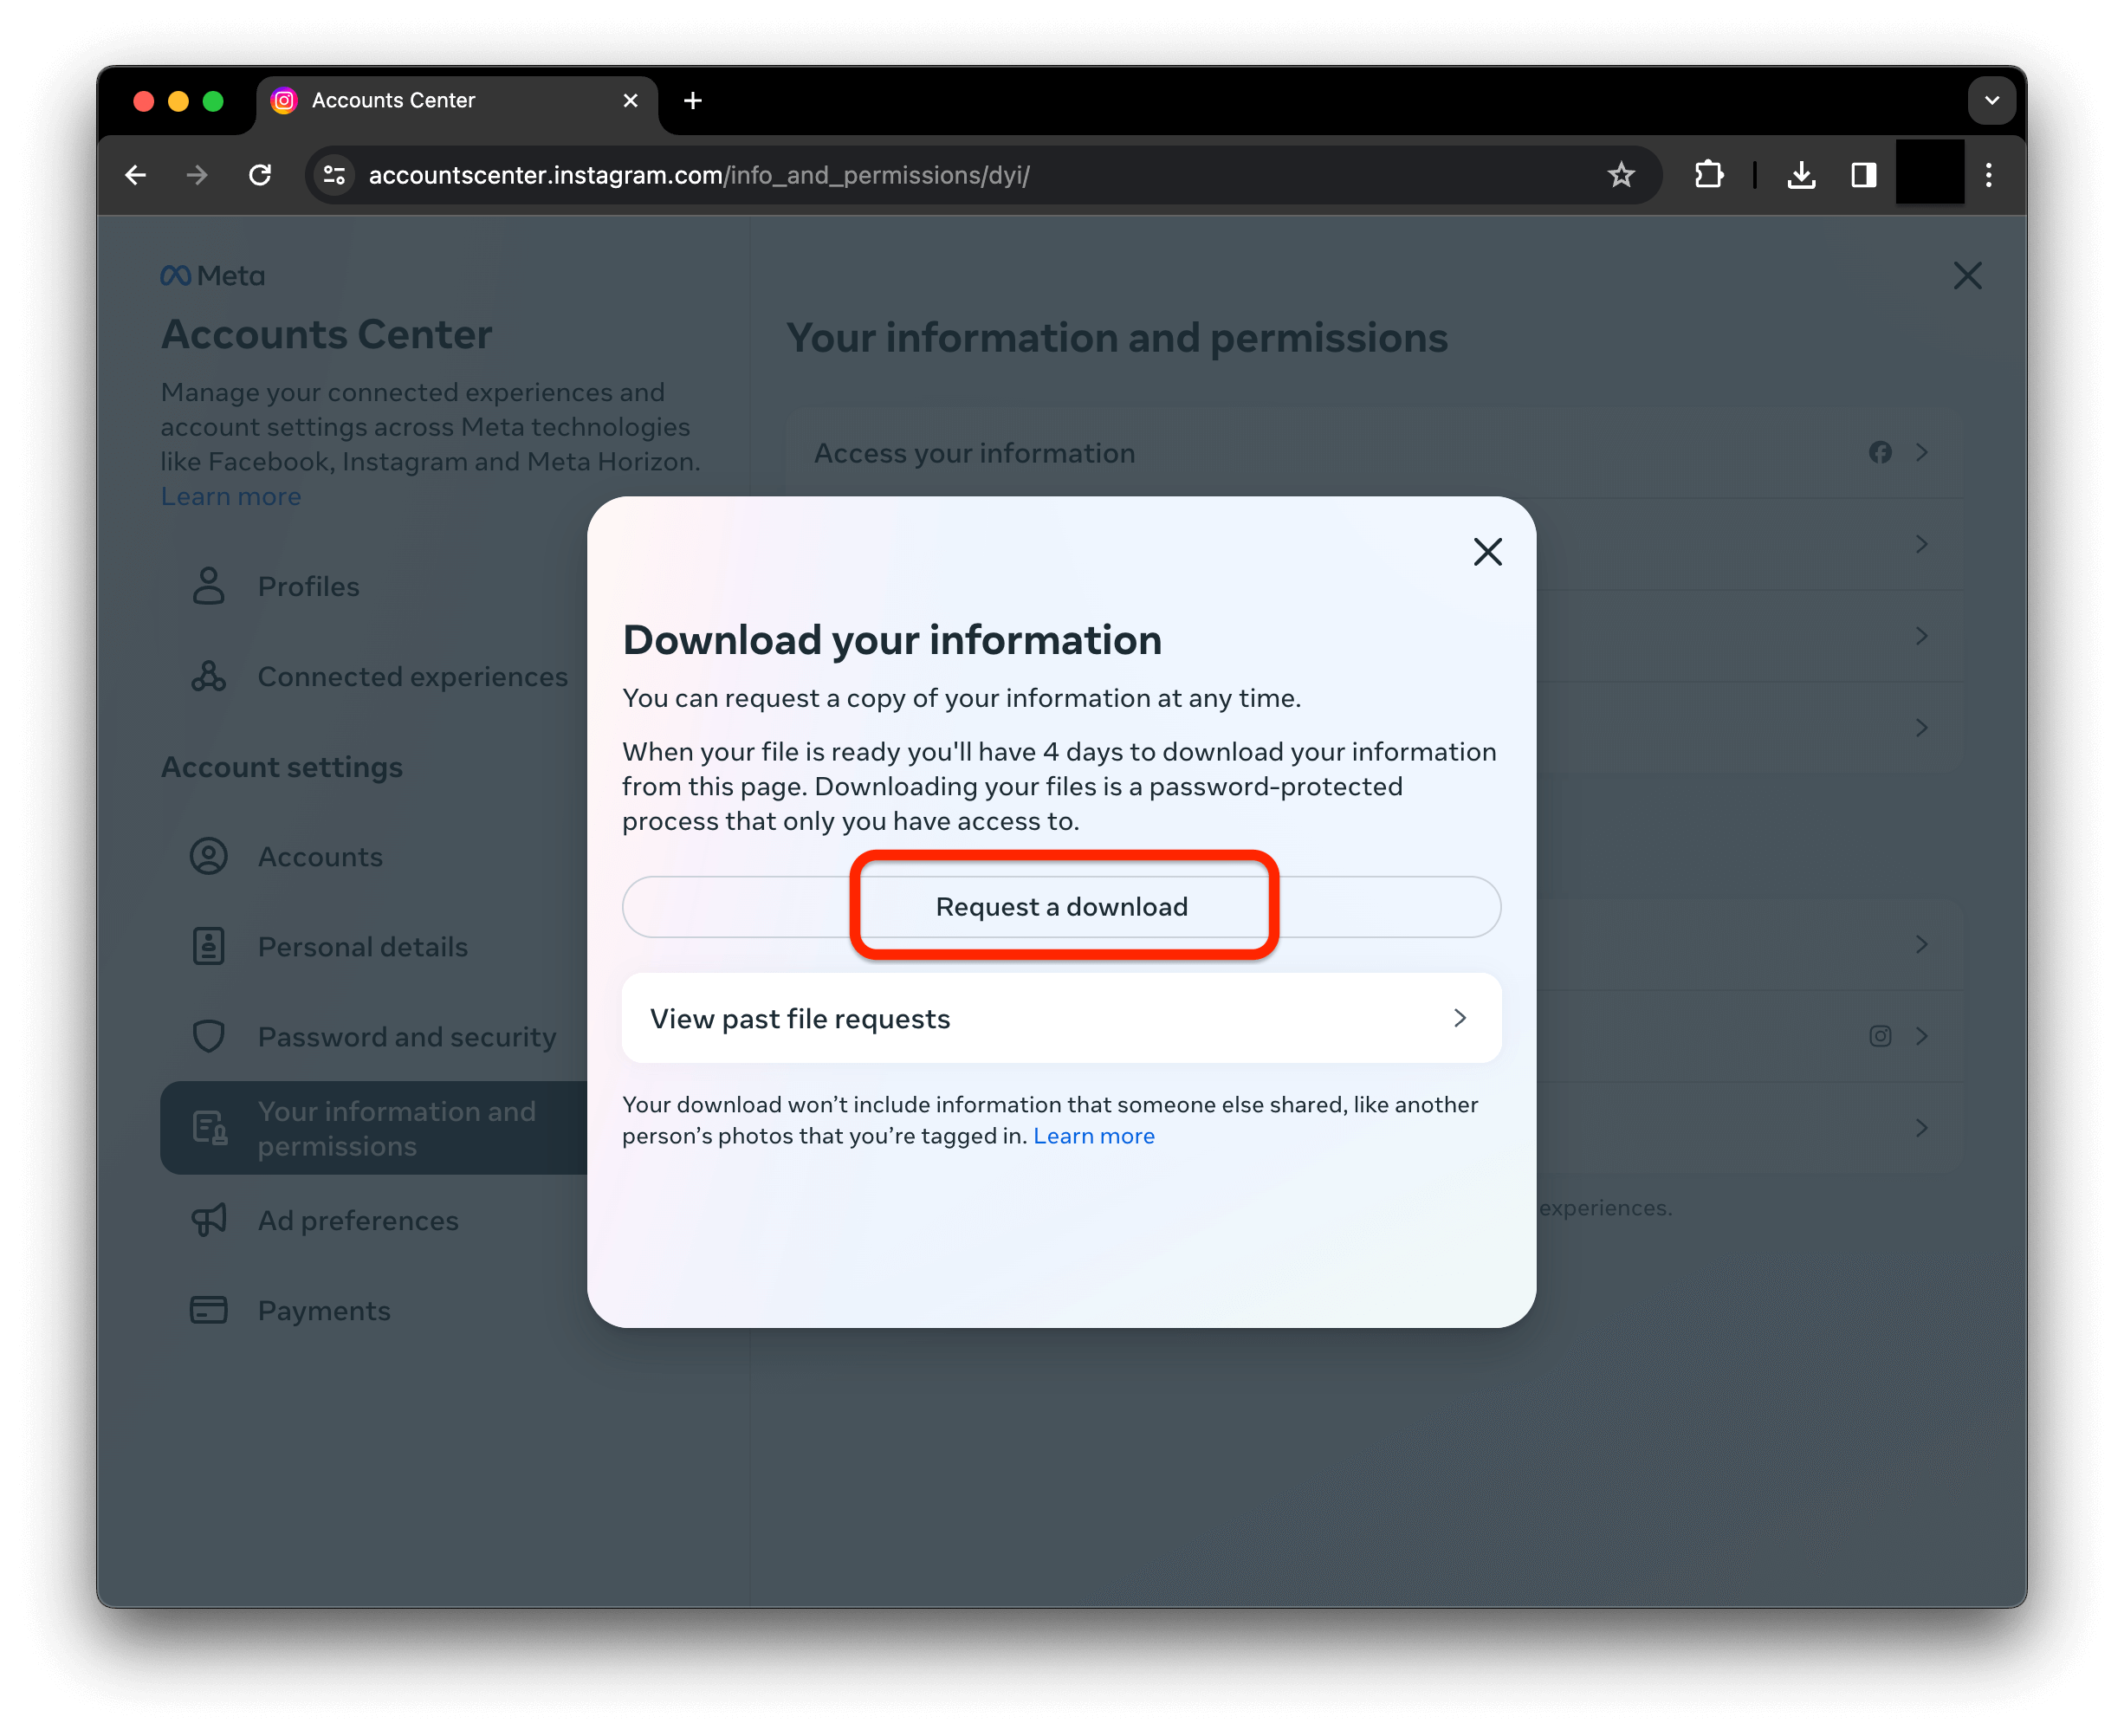 Accounts Center
accountscenter.instagram.com/info_and_permissions/dyi/
Meta
Accounts Center
Manage your connected experiences and
account settings across Meta technologies
like Facebook, Instagram and Meta Horizon.
Learn more
Profiles
Connected experiences
Account settings
Accounts
Personal details
Password and security
Your information and
permissions
Ad preferences
Payments
Your information and permissions
Access your information
experiences.
Download your information
You can request a copy of your information at any time.
When your file is ready you'll have 4 days to download your information
from this page. Downloading your files is a password-protected
process that only you have access to.
Request a download
View past file requests
Your download won’t include information that someone else shared, like another
person’s photos that you’re tagged in. Learn more